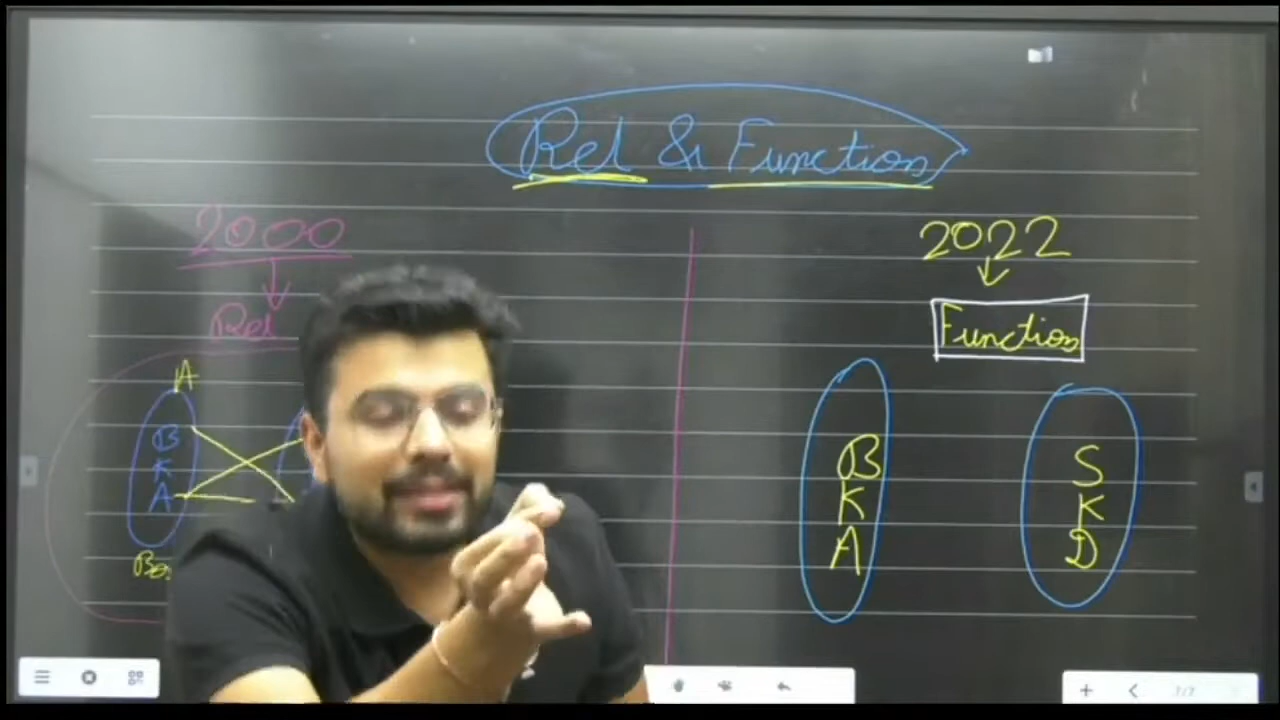 Rel & Function
2000
Rel
A
B
K
A
2022
Function
B
K
A
S
K
D